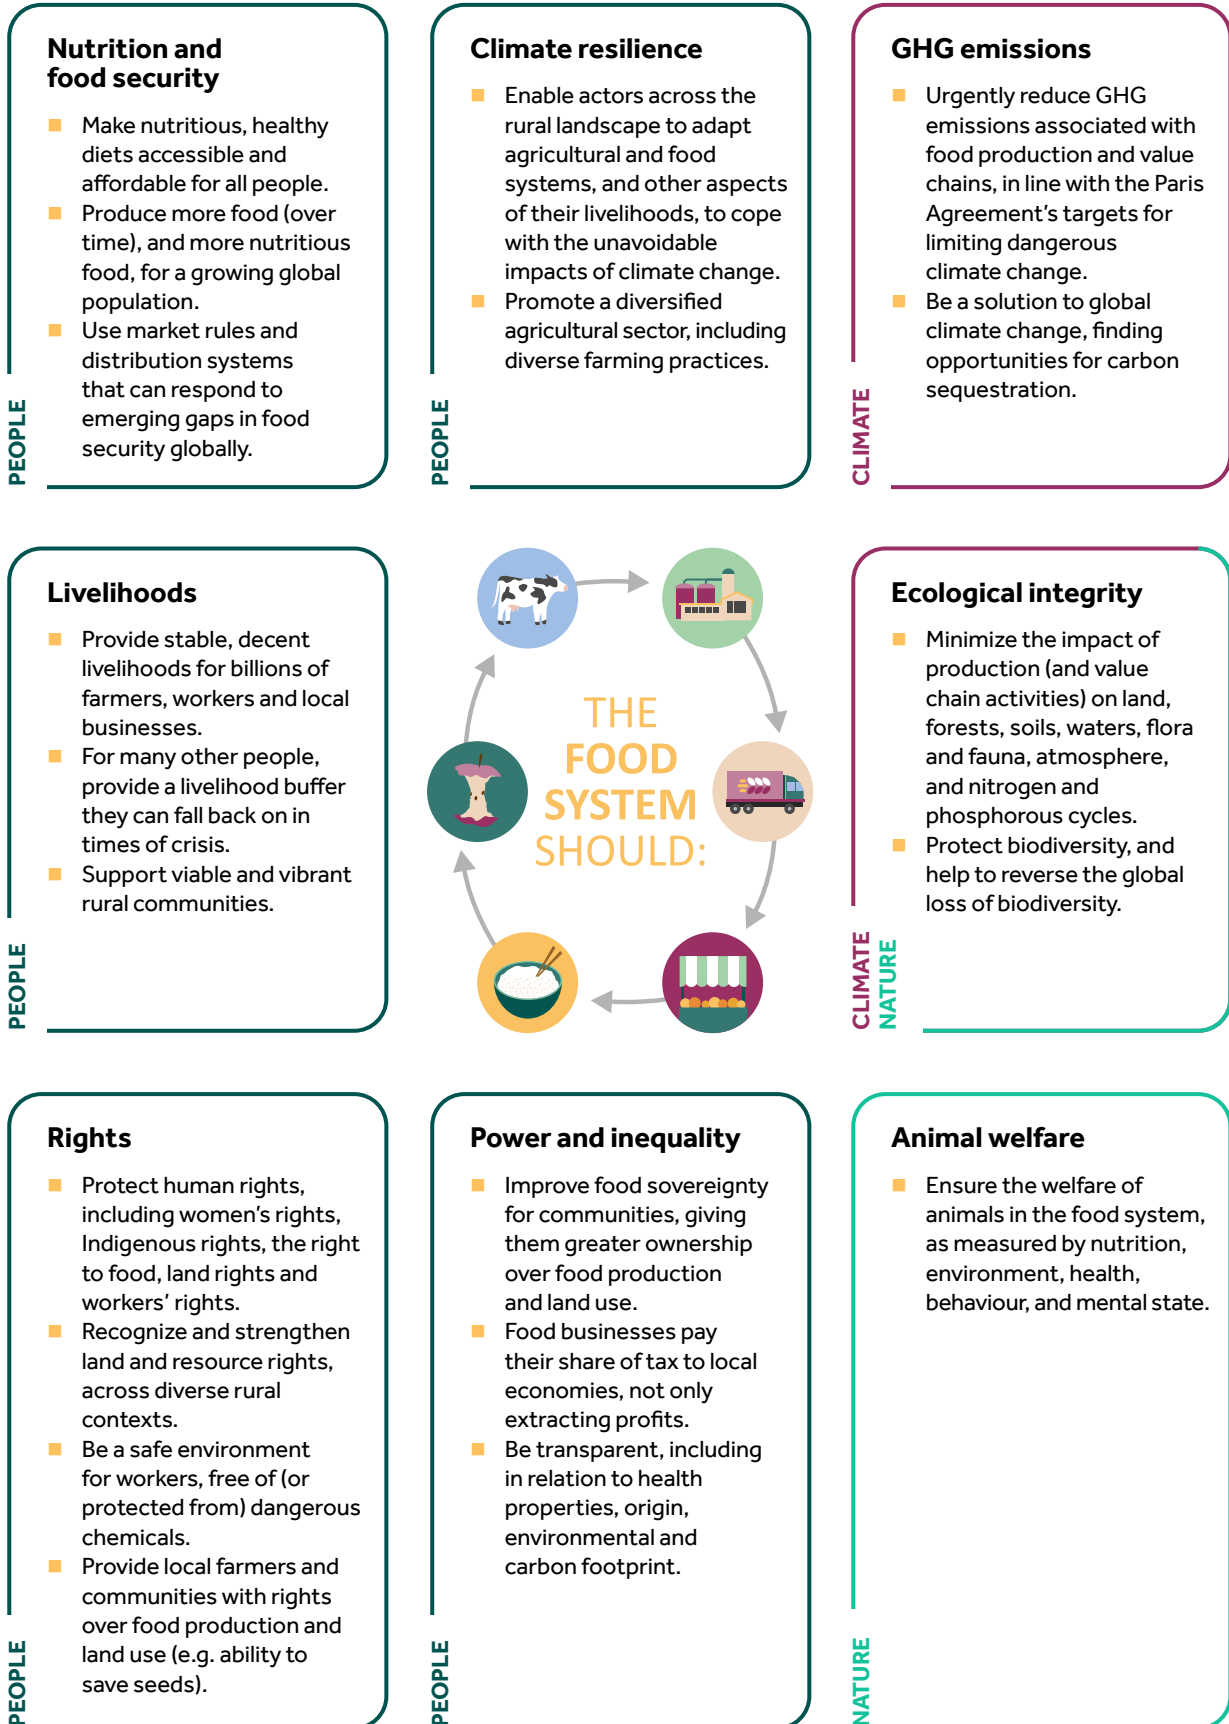 Nutrition and
food security
■ Make nutritious, healthy
diets accessible and
affordable for all people.
■ Produce more food (over
time), and more nutritious
food, for a growing global
population.
■ Use market rules and
distribution systems
that can respond to
emerging gaps in food
security globally.
PEOPLE
Climate resilience
■ Enable actors across the
rural landscape to adapt
agricultural and food
systems, and other aspects
of their livelihoods, to cope
with the unavoidable
impacts of climate change.
■ Promote a diversified
agricultural sector, including
diverse farming practices.
PEOPLE
GHG emissions
■ Urgently reduce GHG
emissions associated with
food production and value
chains, in line with the Paris
Agreement’s targets for
limiting dangerous
climate change.
■ Be a solution to global
climate change, finding
opportunities for carbon
sequestration.
CLIMATE
Livelihoods
■ Provide stable, decent
livelihoods for billions of
farmers, workers and local
businesses.
■ For many other people,
provide a livelihood buffer
they can fall back on in
times of crisis.
■ Support viable and vibrant
rural communities.
PEOPLE
THE
FOOD
SYSTEM
SHOULD:
Ecological integrity
■ Minimize the impact of
production (and value
chain activities) on land,
forests, soils, waters, flora
and fauna, atmosphere,
and nitrogen and
phosphorous cycles.
■ Protect biodiversity, and
help to reverse the global
loss of biodiversity.
CLIMATE
NATURE
Rights
■ Protect human rights,
including women’s rights,
Indigenous rights, the right
to food, land rights and
workers’ rights.
■ Recognize and strengthen
land and resource rights,
across diverse rural
contexts.
■ Be a safe environment
for workers, free of (or
protected from) dangerous
chemicals.
■ Provide local farmers and
communities with rights
over food production and
land use (e.g. ability to
save seeds).
PEOPLE
Power and inequality
■ Improve food sovereignty
for communities, giving
them greater ownership
over food production
and land use.
■ Food businesses pay
their share of tax to local
economies, not only
extracting profits.
■ Be transparent, including
in relation to health
properties, origin,
environmental and
carbon footprint.
PEOPLE
Animal welfare
■ Ensure the welfare of
animals in the food system,
as measured by nutrition,
environment, health,
behaviour, and mental state.
NATURE